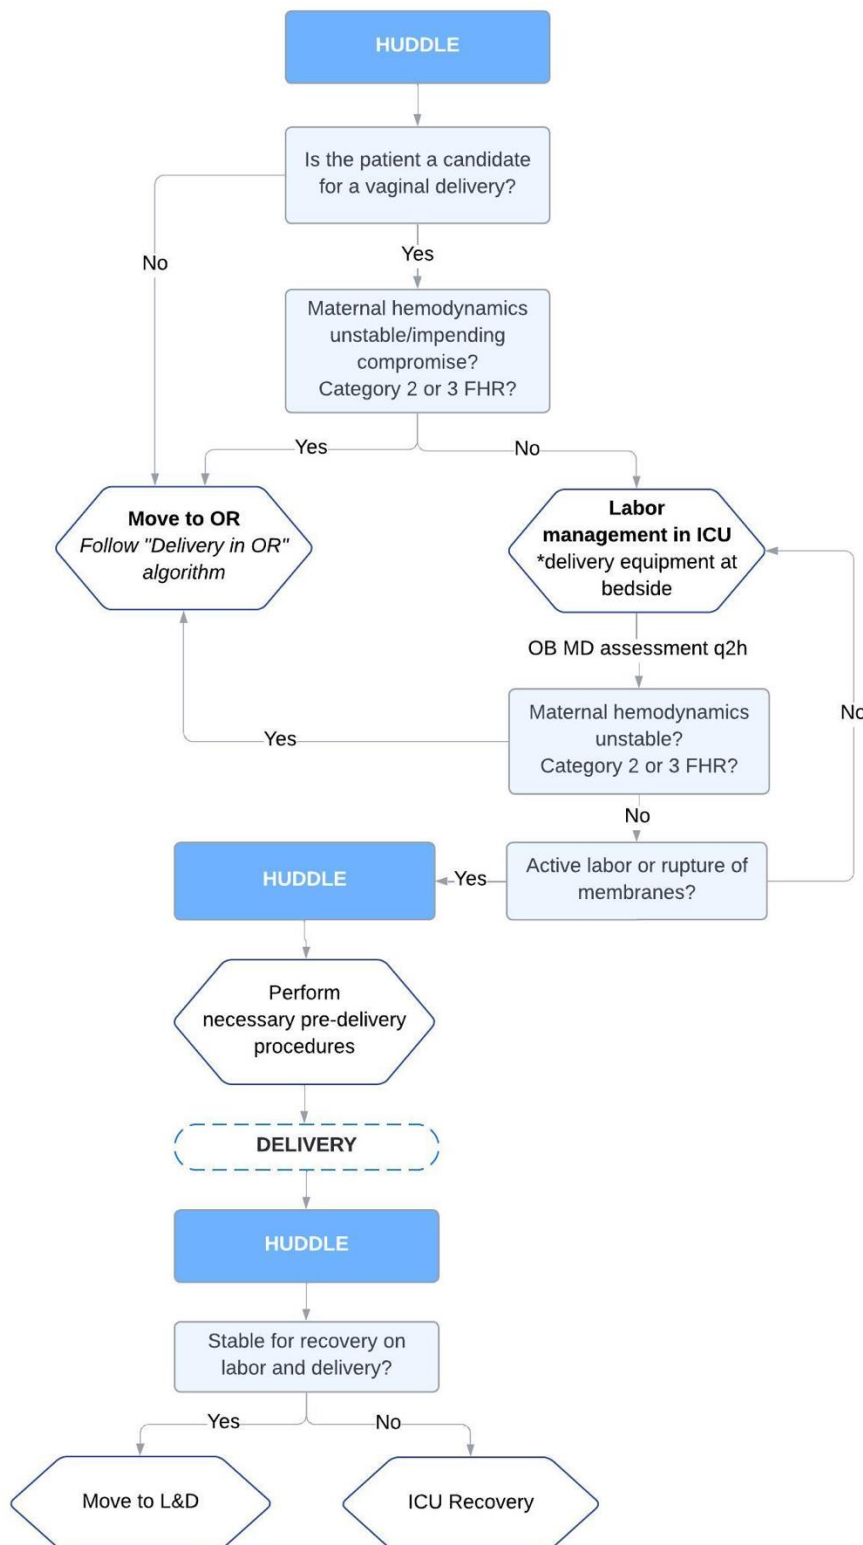 HUDDLE
Is the patient a candidate
for a vaginal delivery?
No
Yes
Maternal hemodynamics
unstable/impending
compromise?
Category 2 or 3 FHR?
Yes
No
Move to OR
Follow "Delivery in OR"
algorithm
Labor
management in ICU
*delivery equipment at
bedside
OB MD assessment q2h
Maternal hemodynamics
unstable?
Category 2 or 3 FHR?
Yes
No
No
Active labor or rupture of
membranes?
Yes
HUDDLE
Perform
necessary pre-delivery
procedures
DELIVERY
HUDDLE
Stable for recovery on
labor and delivery?
Yes
No
Move to L&D
ICU Recovery